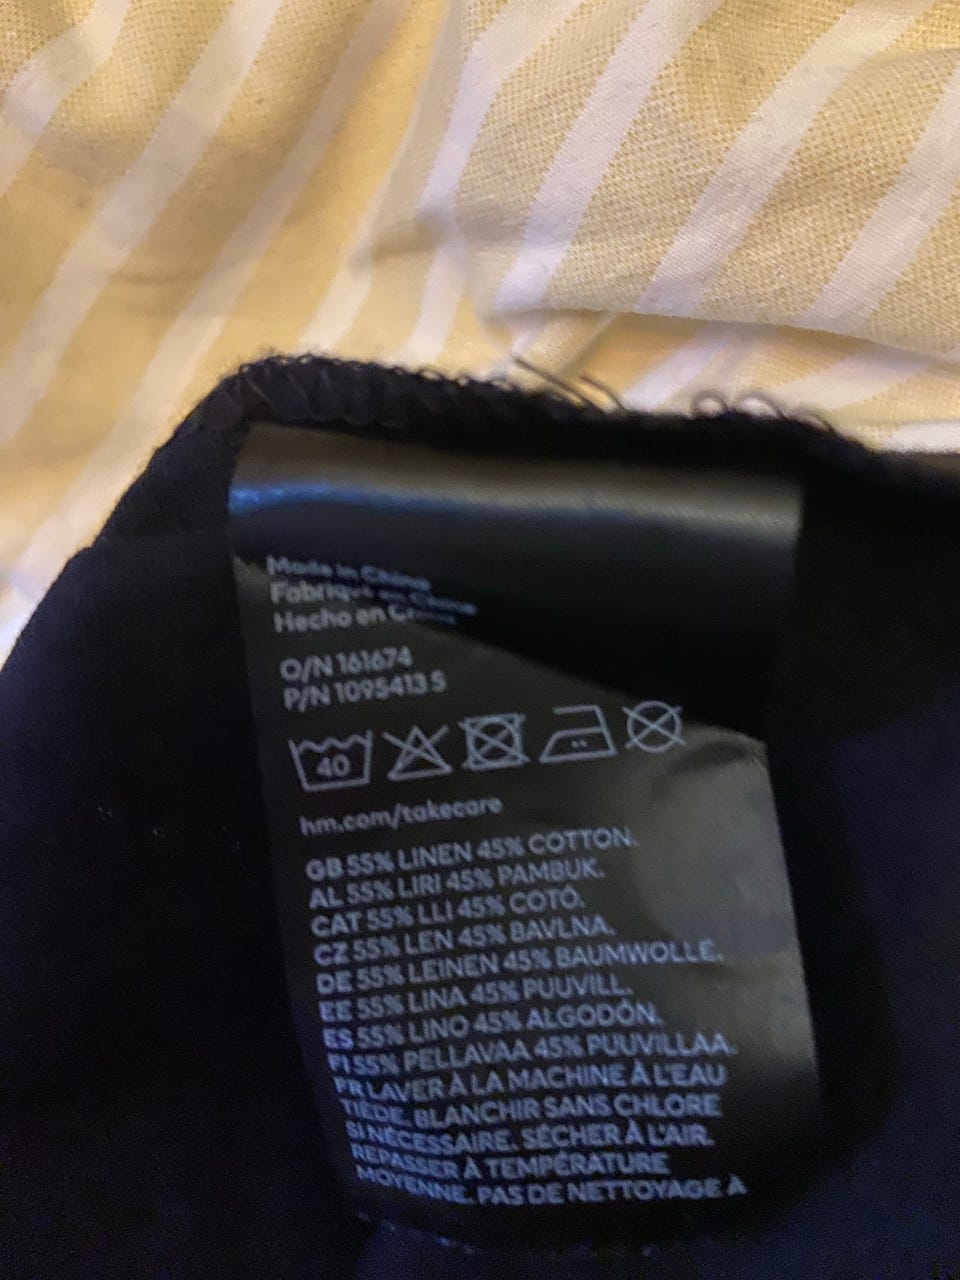 Made in China
Fabriqué en Chine
Hecho en China
O/N 161674
P/N 1095413 5
40
hm.com/takecare
GB 55% LINEN 45% COTTON.
AL 55% LIRI 45% PAMBUK.
CAT 55% LLI 45% COTÓ.
CZ 55% LEN 45% BAVLNA.
DE 55% LEINEN 45% BAUMWOLLE.
EE 55% LINA 45% PUUVILL.
ES 55% LINO 45% ALGODÓN.
FI 55% PELLAVAA 45% PUUVILLAA.
FR LAVER À LA MACHINE À L'EAU
TIÈDE. BLANCHIR SANS CHLORE
SI NÉCESSAIRE. SÉCHER À L'AIR.
REPASSER À TEMPÉRATURE
MOYENNE. PAS DE NETTOYAGE À